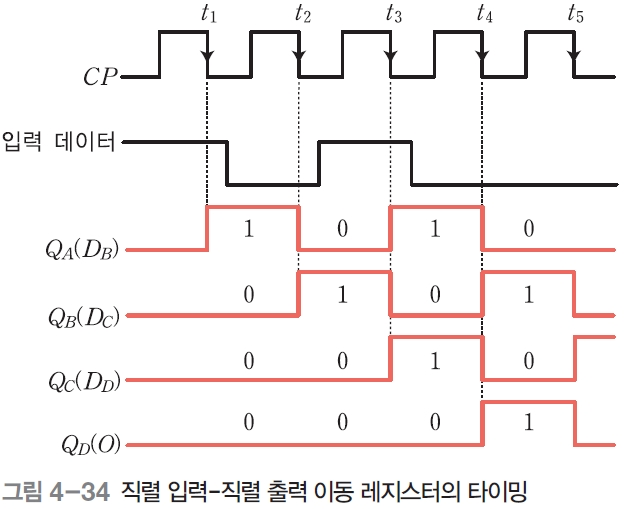 t1 t2 t3 t4 t5
CP
입력 데이터
QA(DB) 1 0 1 0
QB(DC) 0 1 0 1
QC(DD) 0 0 1 0
QD(O) 0 0 0 1
그림 4-34 직렬 입력-직렬 출력 이동 레지스터의 타이밍